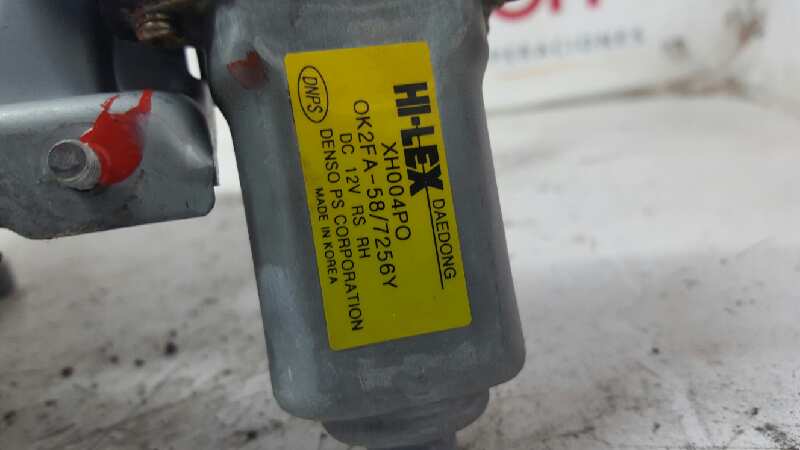 HI-LEX DAEDONG
XH004PO
OK2FA-58/7256Y
DC 12V RS RH
DNPS DENSO PS CORPORATION
MADE IN KOREA